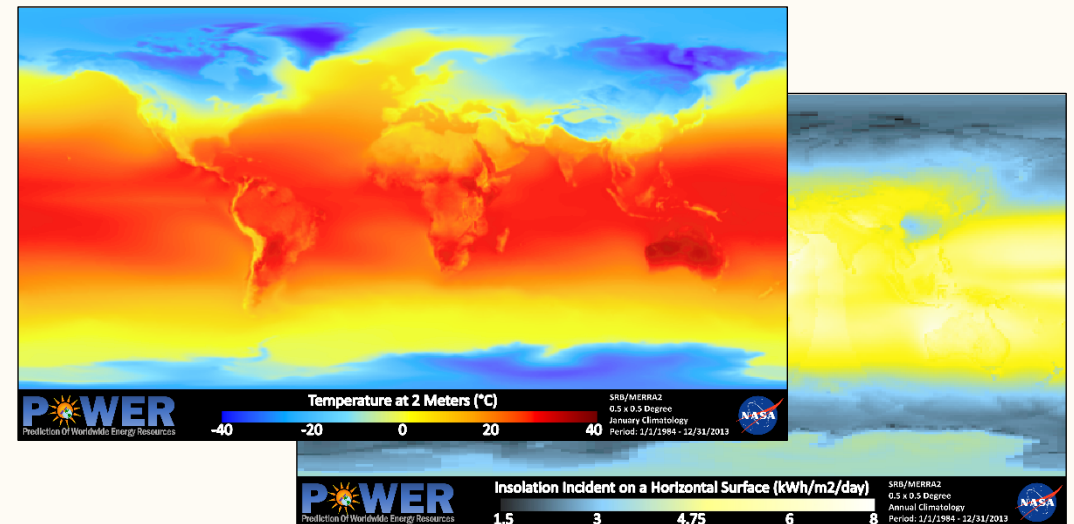 POWER
Prediction Of Worldwide Energy Resources
Temperature at 2 Meters (°C)
-40 -20 0 20 40
SRB/MERRA2
0.5 x 0.5 Degree
January Climatology
Period: 1/1/1984 - 12/31/2013
NASA
POWER
Prediction Of Worldwide Energy Resources
Insolation Incident on a Horizontal Surface (kWh/m2/day)
1.5 3 4.75 6 8
SRB/MERRA2
0.5 x 0.5 Degree
Annual Climatology
Period: 1/1/1984 - 12/31/2013
NASA